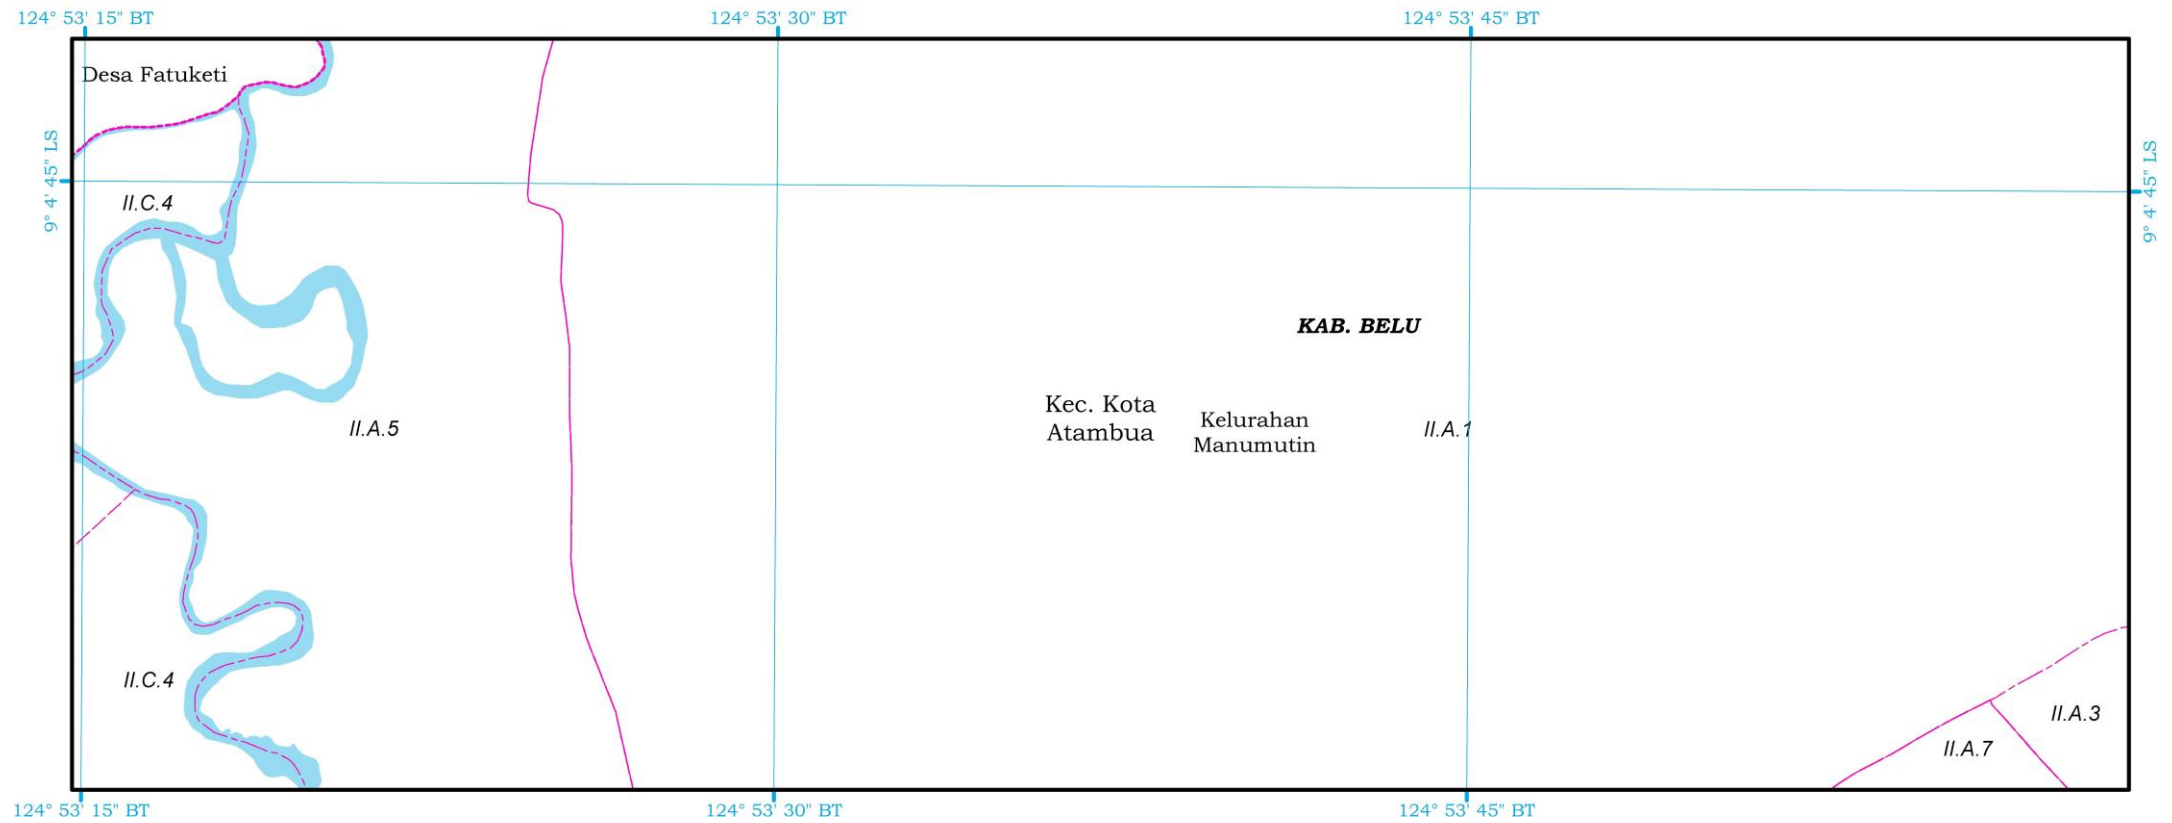 124° 53' 15" BT
124° 53' 30" BT
124° 53' 45" BT
Desa Fatuketi
9° 4' 45" LS
9° 4' 45" LS
II.C.4
KAB. BELU
Kec. Kota
Atambua
Kelurahan
Manumutin
II.A.1
II.A.5
II.C.4
II.A.3
II.A.7
124° 53' 15" BT
124° 53' 30" BT
124° 53' 45" BT